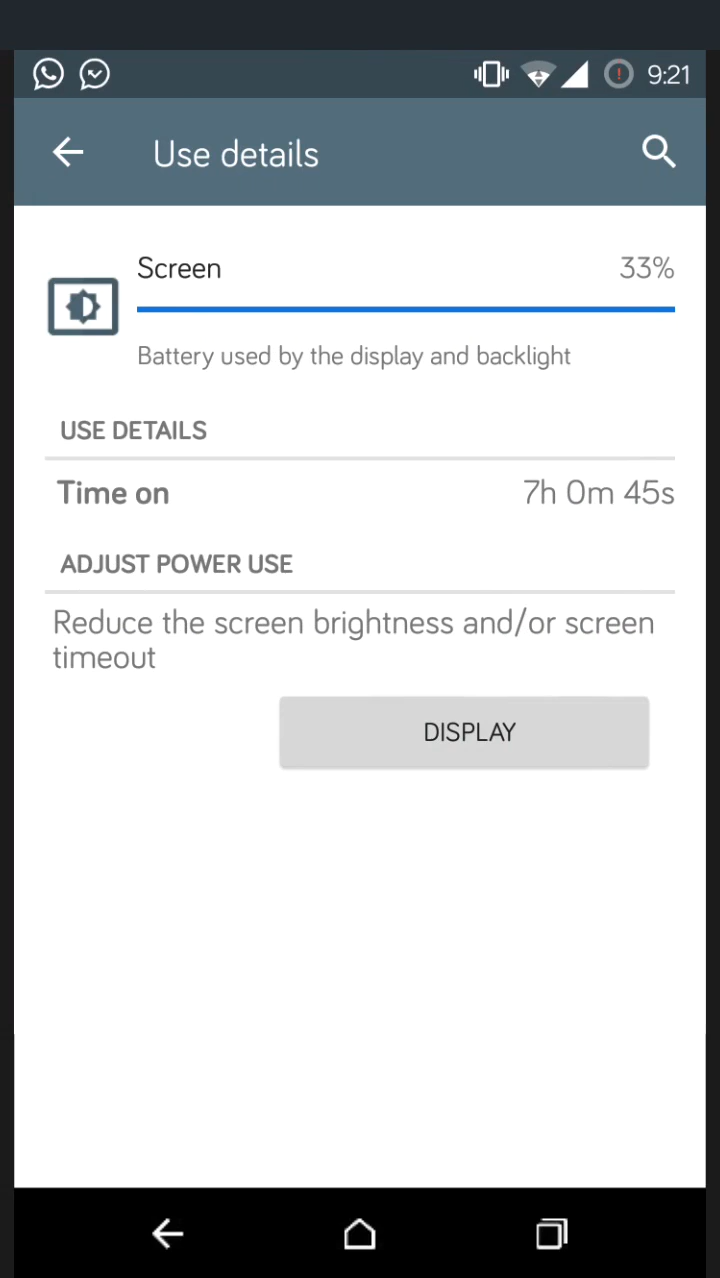 9:21
Use details
Screen 33%
Battery used by the display and backlight
USE DETAILS
Time on 7h 0m 45s
ADJUST POWER USE
Reduce the screen brightness and/or screen
timeout
DISPLAY